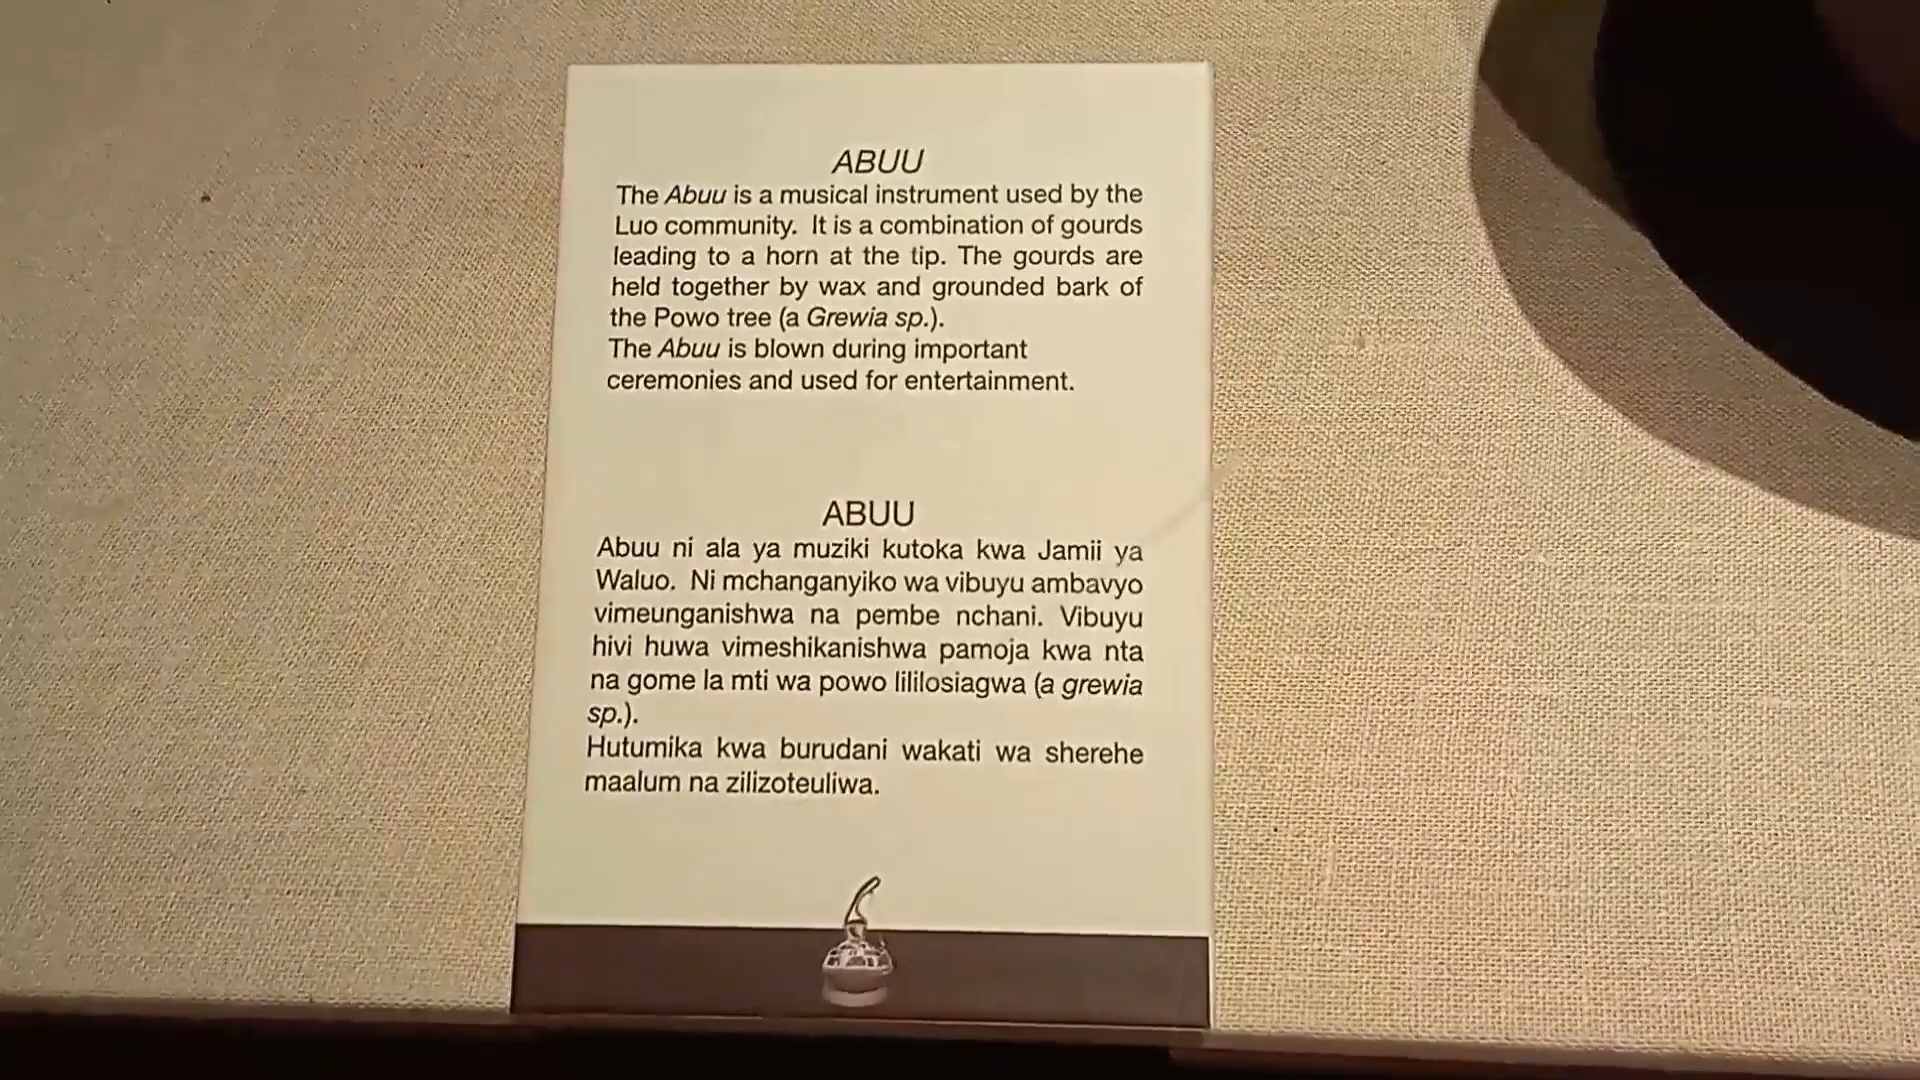 ABUU
The Abuu is a musical instrument used by the
Luo community. It is a combination of gourds
leading to a horn at the tip. The gourds are
held together by wax and grounded bark of
the Powo tree (a Grewia sp.).
The Abuu is blown during important
ceremonies and used for entertainment.
ABUU
Abuu ni ala ya muziki kutoka kwa Jamii ya
Waluo. Ni mchanganyiko wa vibuyu ambavyo
vimeunganishwa na pembe nchani. Vibuyu
hivi huwa vimeshikanishwa pamoja kwa nta
na gome la mti wa powo lililosiagwa (a grewia
sp.).
Hutumika kwa burudani wakati wa sherehe
maalum na zilizoteuliwa.